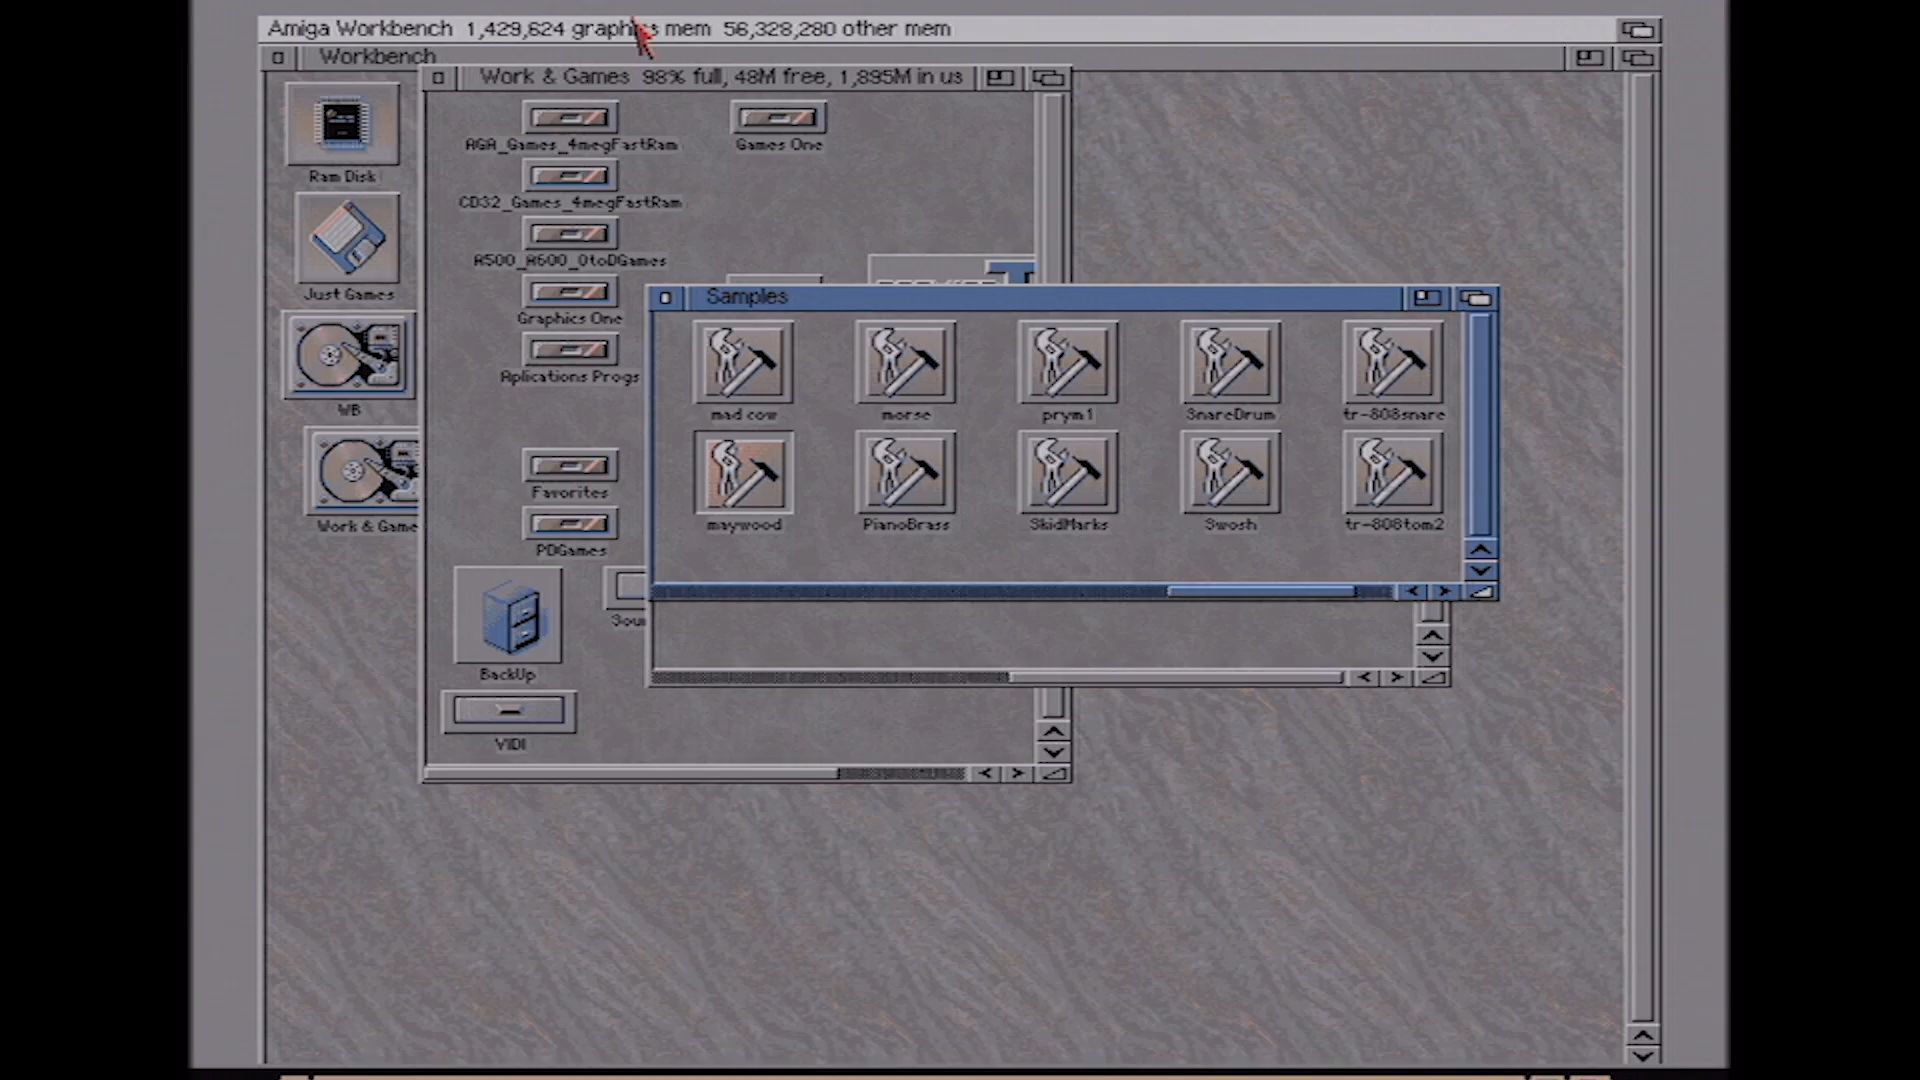 Amiga Workbench 1,429,624 graphics mem 56,328,280 other mem
Workbench
Work & Games 98% full, 48M free, 1,895M in us
Ram Disk
Just Games
WB
Work & Game
AGA_Games_4megFastRam
Games One
CD32_Games_4megFastRam
A500_A600_0toDGames
Graphics One
Aplications Progs
Favorites
PDGames
BackUp
Sour
VIDI
Samples
mad cow
morse
prym1
SnareDrum
tr-808snare
maywood
PianoBrass
SkidMarks
Swosh
tr-808tom2